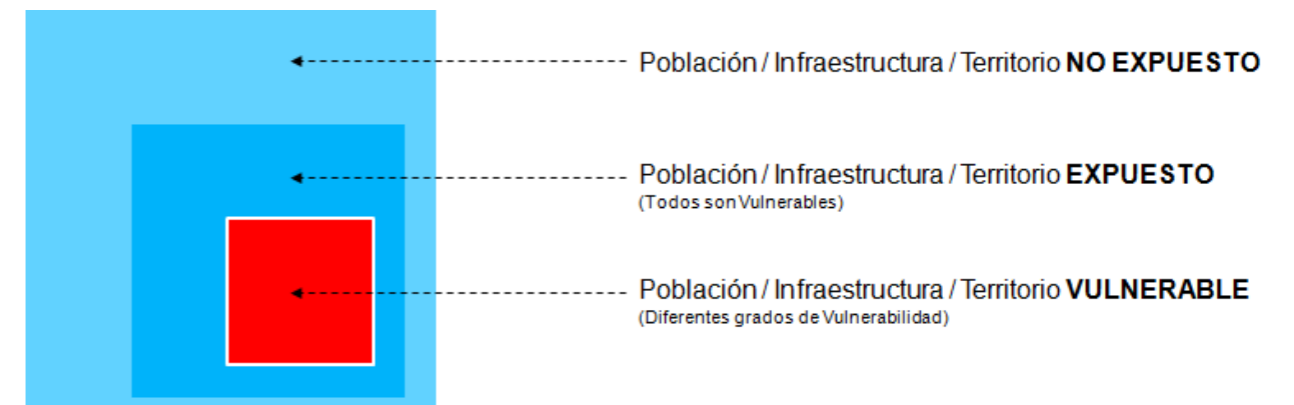 Población / Infraestructura / Territorio NO EXPUESTO
Población / Infraestructura / Territorio EXPUESTO
(Todos son Vulnerables)
Población / Infraestructura / Territorio VULNERABLE
(Diferentes grados de Vulnerabilidad)